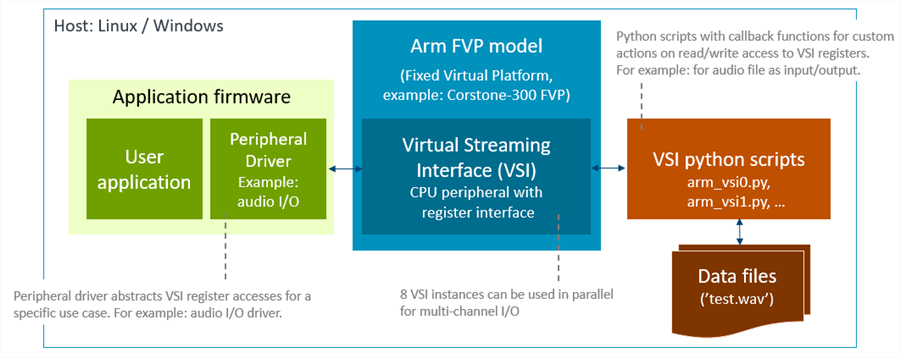 Host: Linux / Windows
Python scripts with callback functions for custom
actions on read/write access to VSI registers.
For example: for audio file as input/output.
Arm FVP model
(Fixed Virtual Platform,
example: Corstone-300 FVP)
Application firmware
User
application
Peripheral
Driver
Example:
audio I/O
Virtual Streaming
Interface (VSI)
CPU peripheral with
register interface
VSI python scripts
arm_vsi0.py,
arm_vsi1.py, ...
Data files
('test.wav')
Peripheral driver abstracts VSI register accesses for a
specific use case. For example: audio I/O driver.
8 VSI instances can be used in parallel
for multi-channel I/O